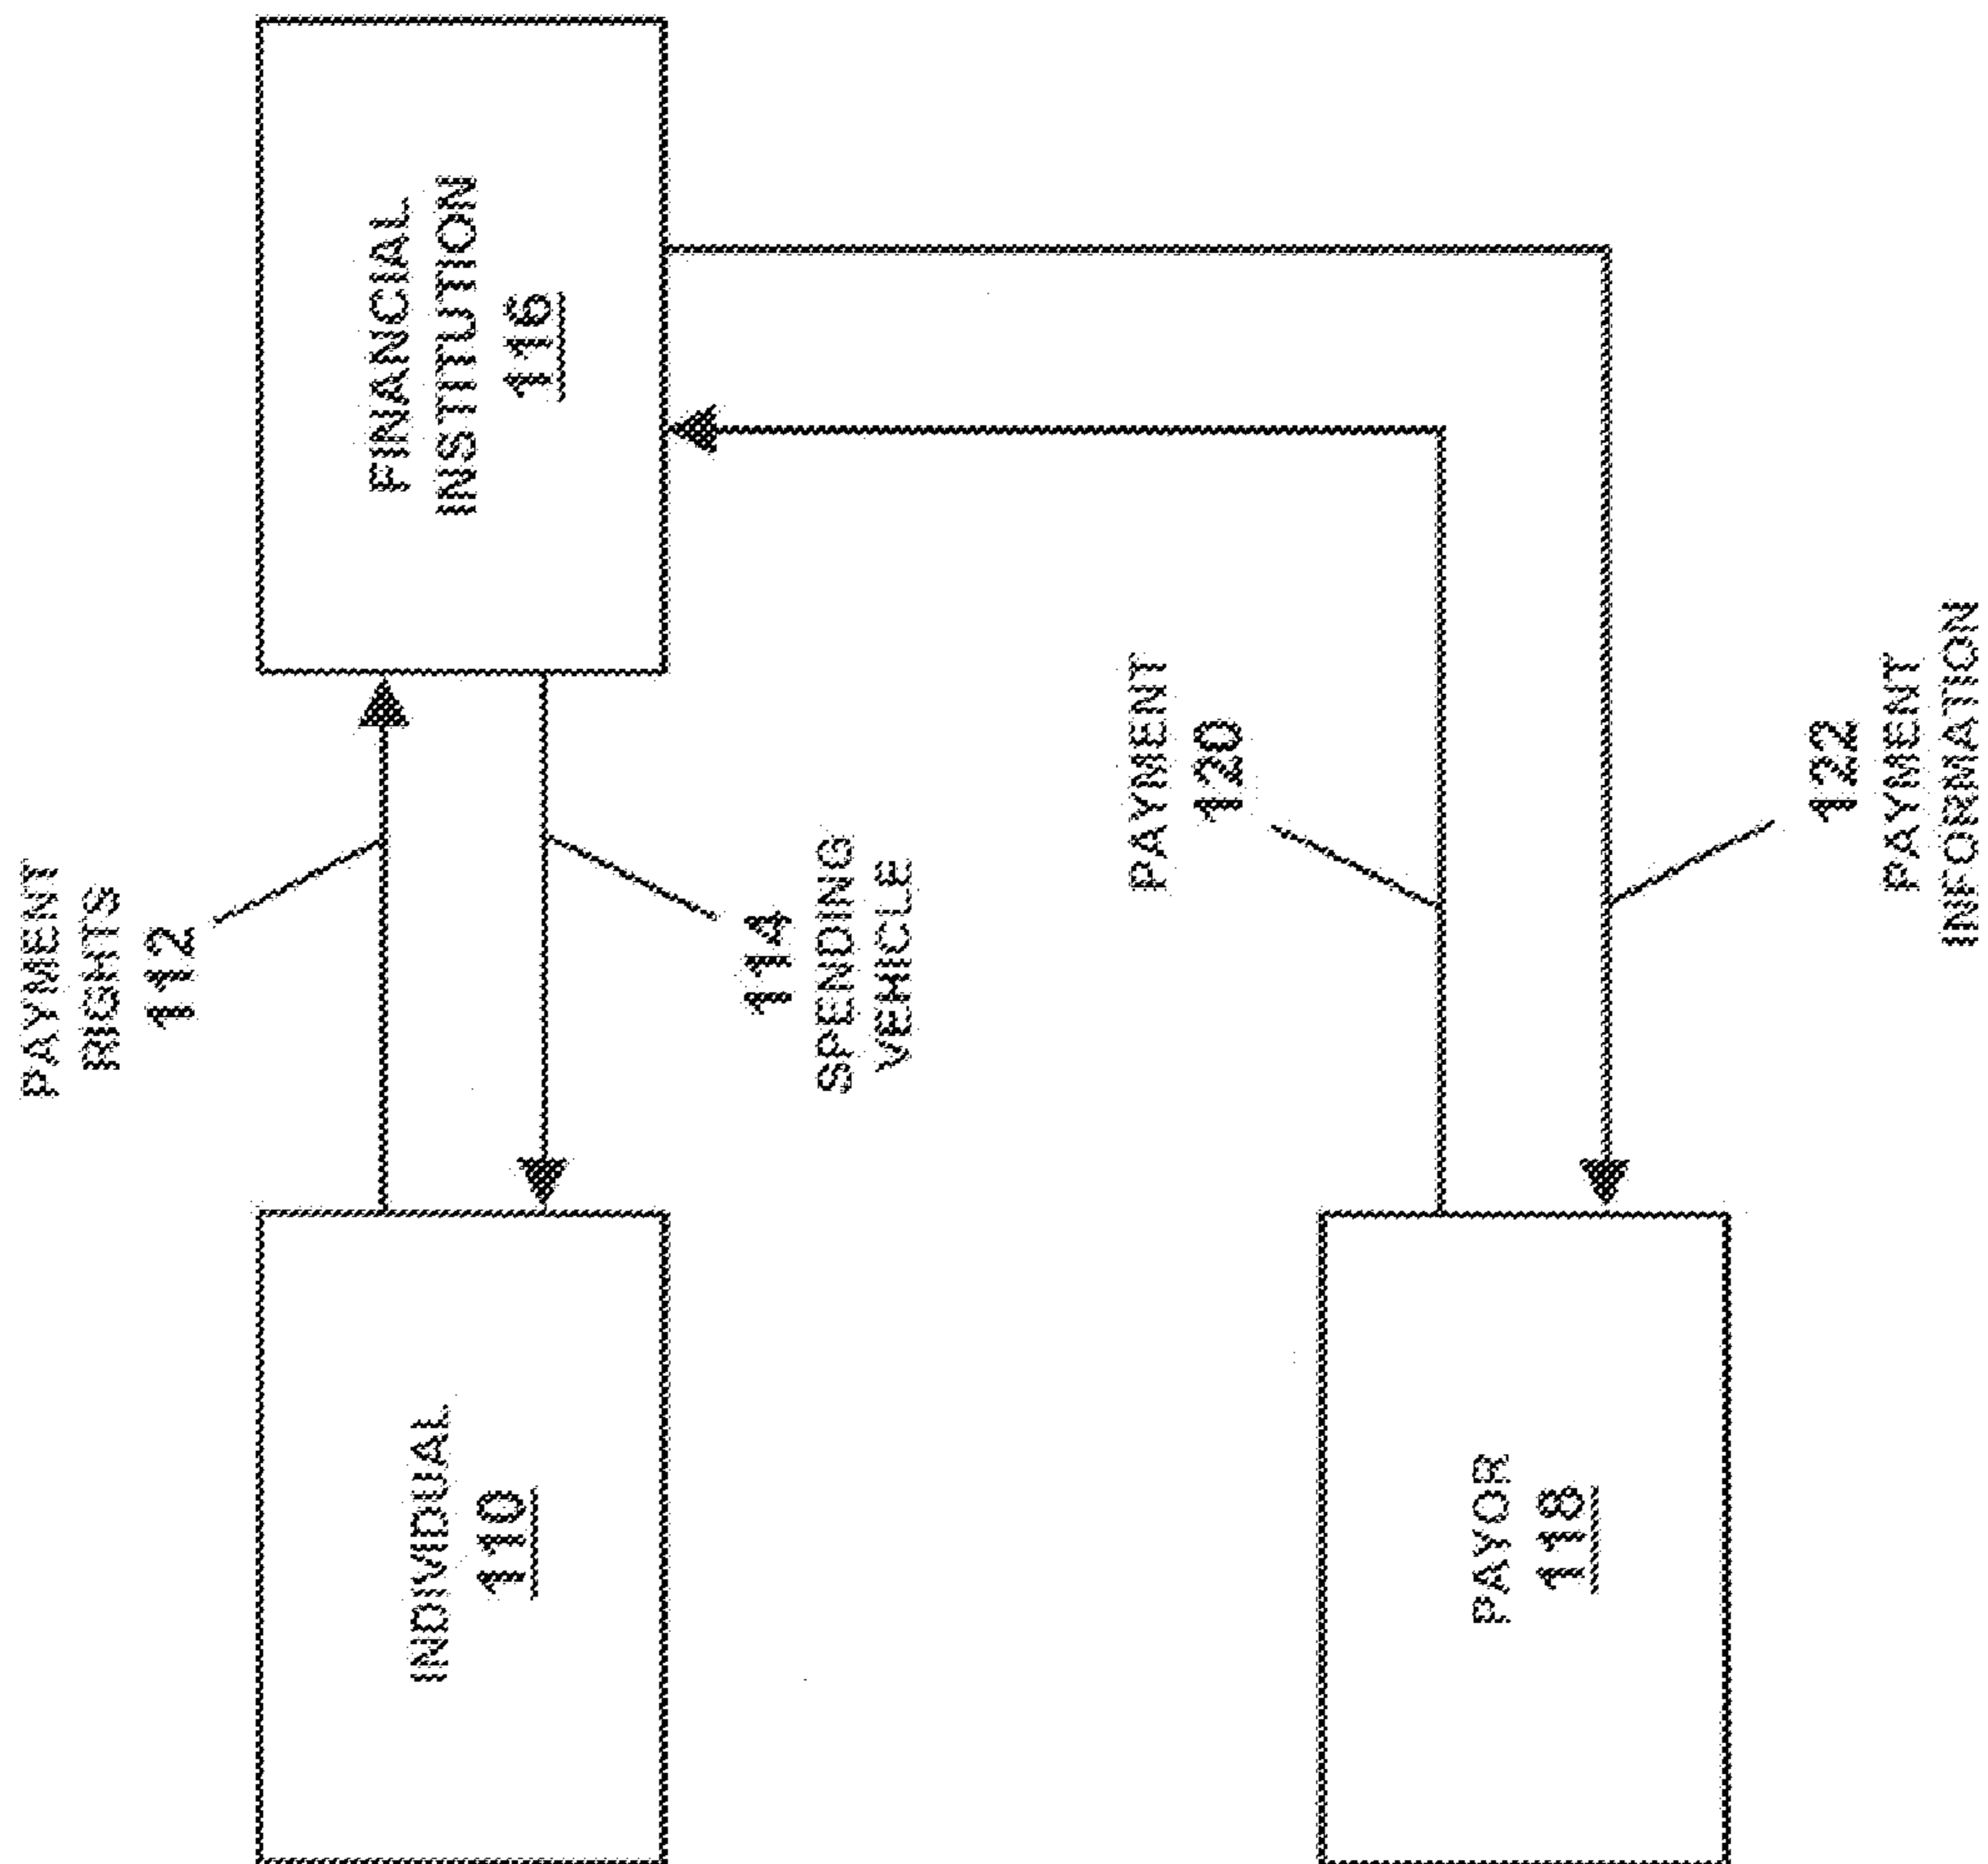 PAYMENT
RIGHTS
112
INDIVIDUAL
110
FINANCIAL
INSTITUTION
116
114
SPENDING
VEHICLE
PAYMENT
120
PAYOR
118
122
PAYMENT
INFORMATION